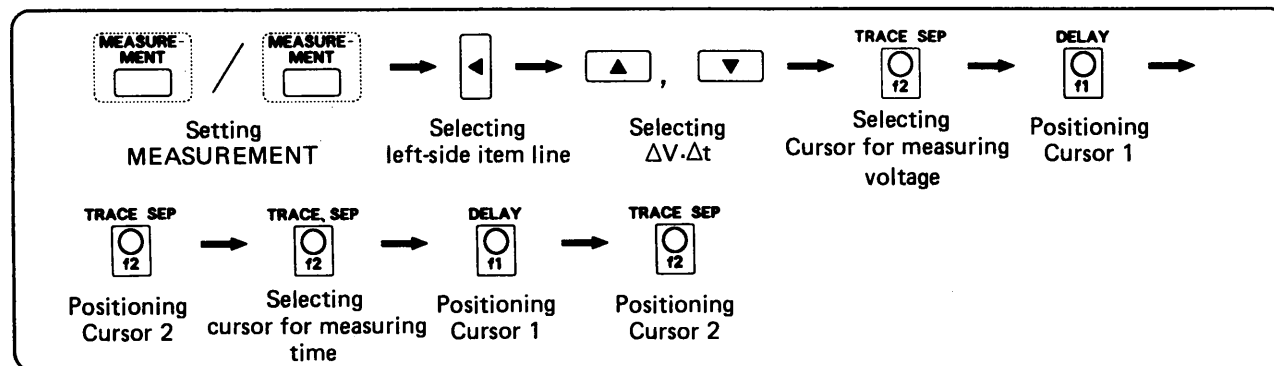 MEASURE-
MENT
MEASURE-
MENT
Setting
MEASUREMENT
Selecting
left-side item line
,
Selecting
ΔV·Δt
TRACE SEP
f2
Selecting
Cursor for measuring
voltage
DELAY
f1
Positioning
Cursor 1
TRACE SEP
f2
Positioning
Cursor 2
TRACE, SEP
f2
Selecting
cursor for measuring
time
DELAY
f1
Positioning
Cursor 1
TRACE SEP
f2
Positioning
Cursor 2